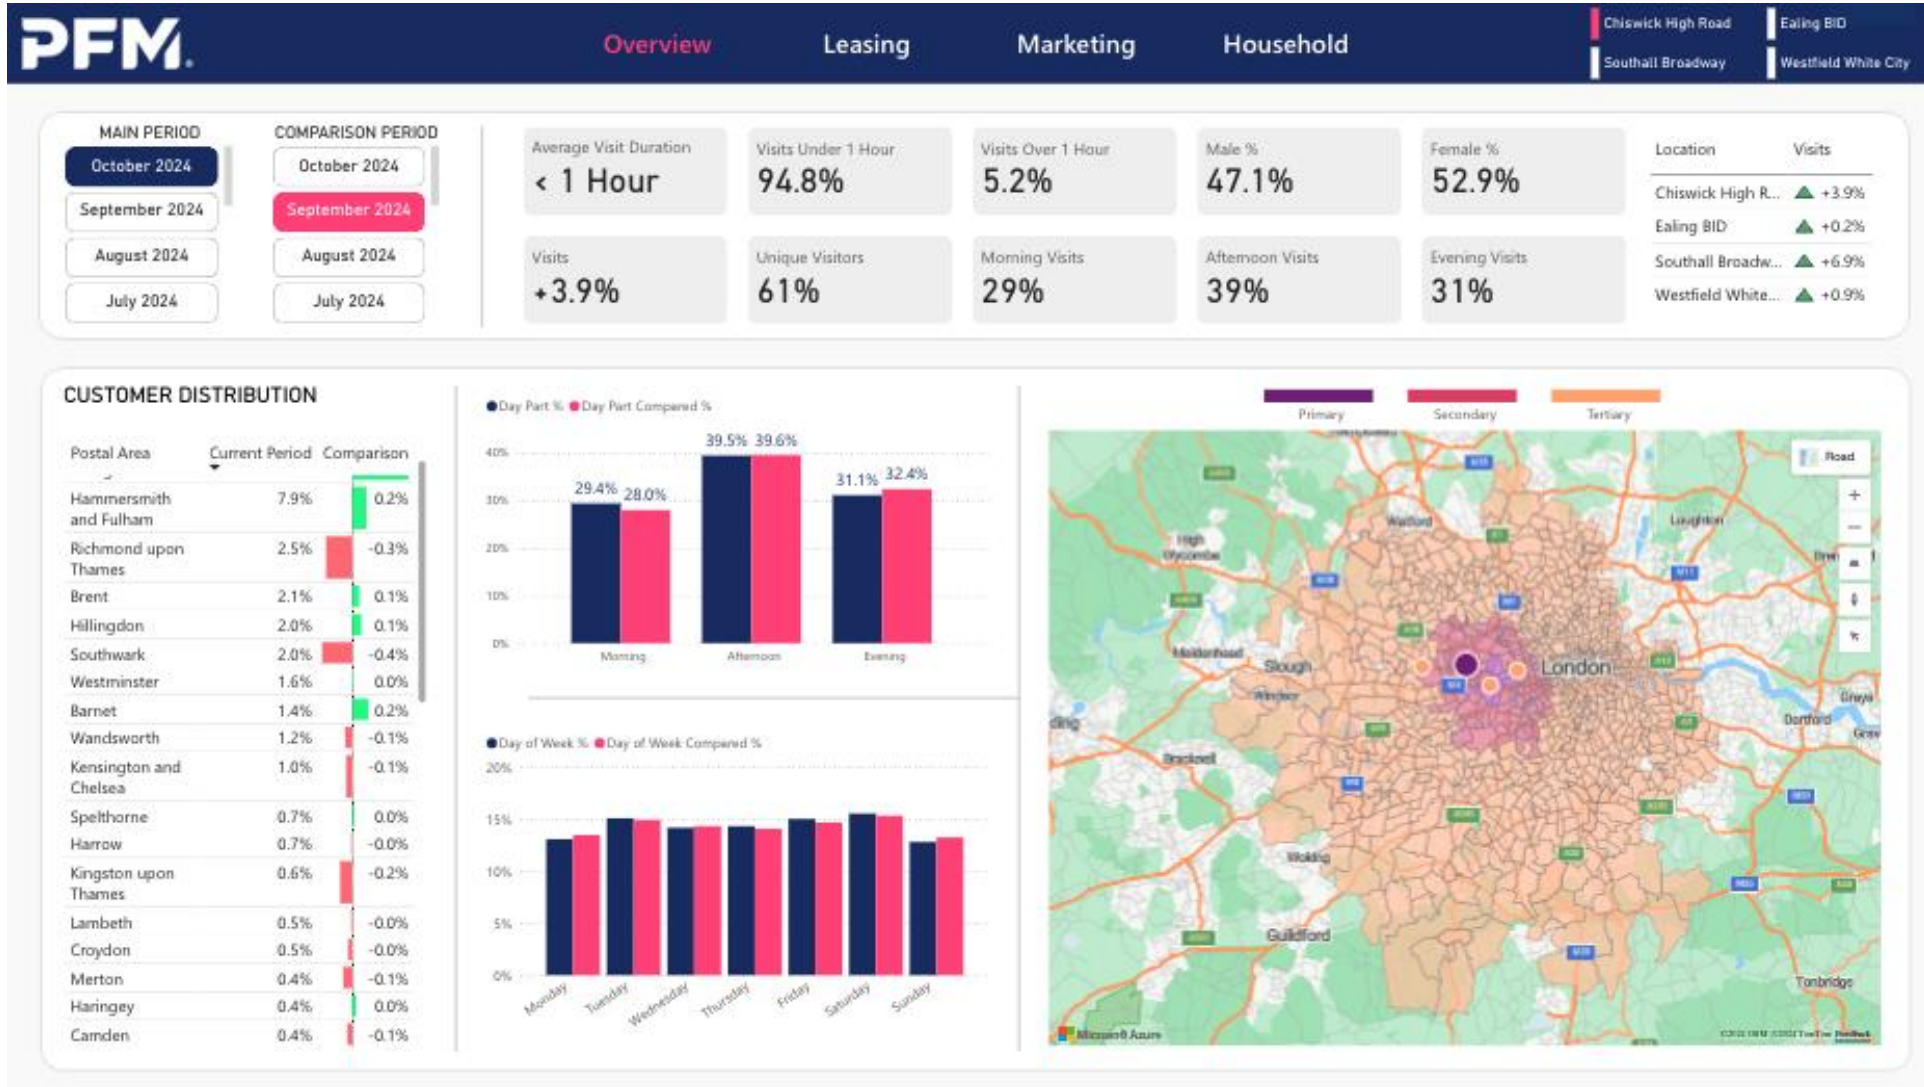 PFM.
Overview
Leasing
Marketing
Household
Chiswick High Road
Ealing BID
Southall Broadway
Westfield White City
MAIN PERIOD
October 2024
September 2024
August 2024
July 2024
COMPARISON PERIOD
October 2024
September 2024
August 2024
July 2024
Average Visit Duration
< 1 Hour
Visits Under 1 Hour
94.8%
Visits Over 1 Hour
5.2%
Male %
47.1%
Female %
52.9%
Visits
+3.9%
Unique Visitors
61%
Morning Visits
29%
Afternoon Visits
39%
Evening Visits
31%
Location Visits
Chiswick High R... +3.9%
Ealing BID +0.2%
Southall Broadw... +6.9%
Westfield White... +0.9%
CUSTOMER DISTRIBUTION
Postal Area Current Period Comparison
Hammersmith 7.9% 0.2%
and Fulham
Richmond upon 2.5% -0.3%
Thames
Brent 2.1% 0.1%
Hillingdon 2.0% 0.1%
Southwark 2.0% -0.4%
Westminster 1.6% 0.0%
Barnet 1.4% 0.2%
Wandsworth 1.2% -0.1%
Kensington and 1.0% -0.1%
Chelsea
Spelthorne 0.7% 0.0%
Harrow 0.7% -0.0%
Kingston upon 0.6% -0.2%
Thames
Lambeth 0.5% -0.0%
Croydon 0.5% -0.0%
Merton 0.4% -0.1%
Haringey 0.4% 0.0%
Camden 0.4% -0.1%
Day Part % Day Part Compared %
40%
30%
20%
10%
0%
29.4% 28.0%
39.5% 39.6%
31.1% 32.4%
Morning
Afternoon
Evening
Day of Week % Day of Week Compared %
20%
15%
10%
5%
0%
Monday
Tuesday
Wednesday
Thursday
Friday
Saturday
Sunday
Primary
Secondary
Tertiary
Road
Watford
Loughton
High
Wycombe
Maidenhead
Slough
Windsor
London
Grays
Dartford
Bracknell
Woking
Guildford
Tonbridge
Microsoft Azure
Feedback